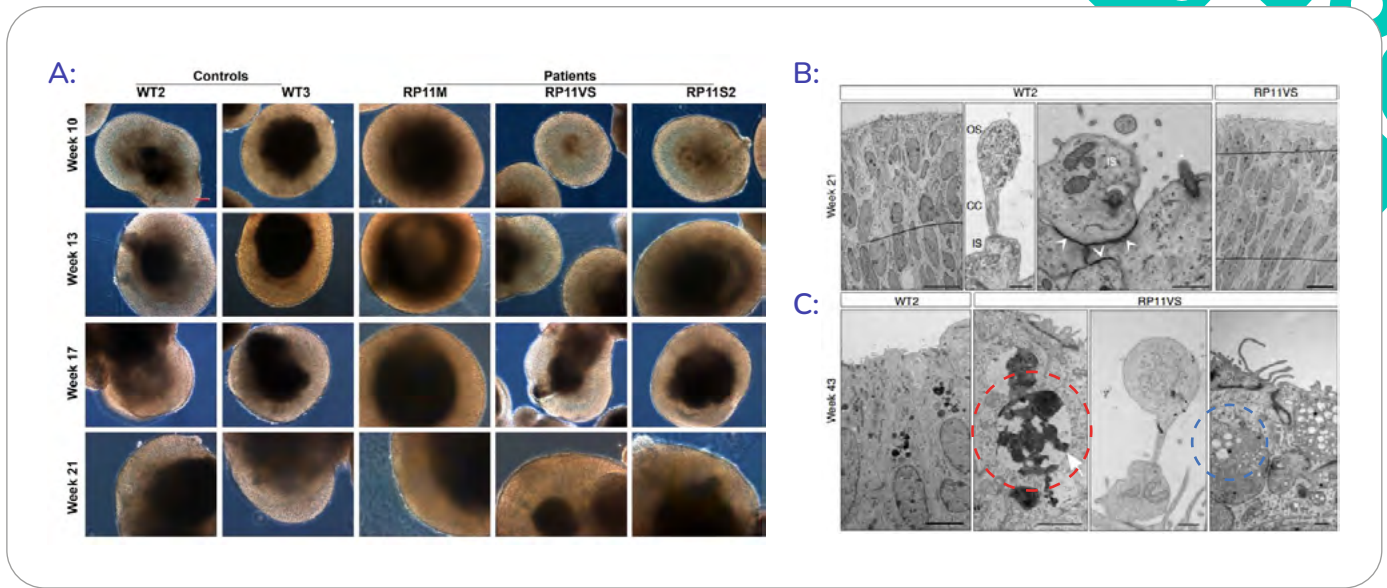 A:
Controls
Patients
WT2
WT3
RP11M
RP11VS
RP11S2
Week 10
Week 13
Week 17
Week 21
B:
WT2
RP11VS
Week 21
OS
CC
IS
IS
C:
WT2
RP11VS
Week 43